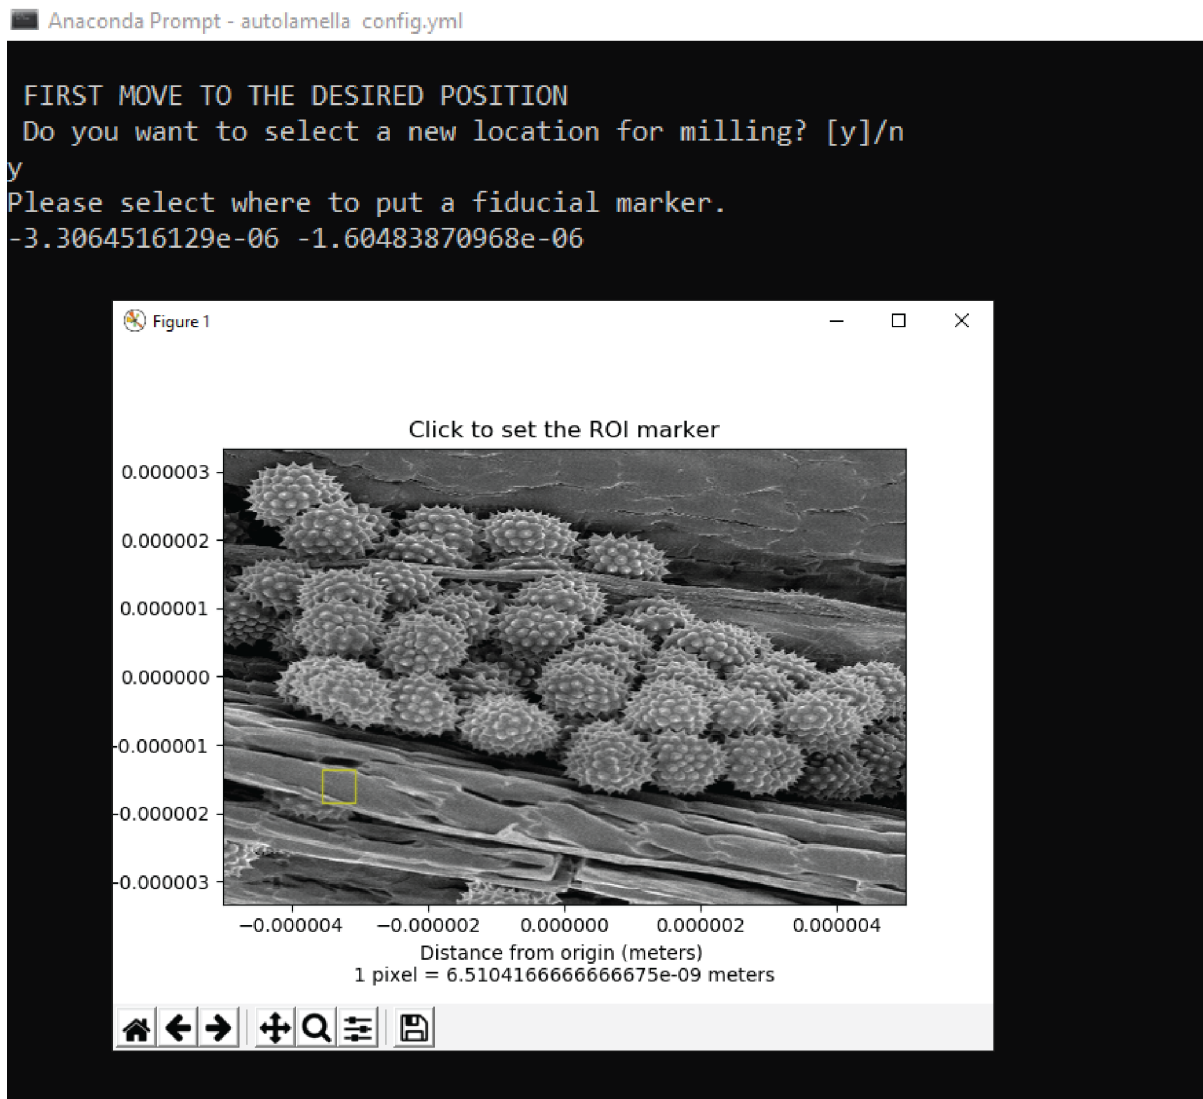 Anaconda Prompt - autolamella  config.yml
FIRST MOVE TO THE DESIRED POSITION
Do you want to select a new location for milling? [y]/n
y
Please select where to put a fiducial marker.
-3.3064516129e-06 -1.60483870968e-06
Figure 1
Click to set the ROI marker
0.000003
0.000002
0.000001
0.000000
-0.000001
-0.000002
-0.000003
−0.000004 −0.000002 0.000000 0.000002 0.000004
Distance from origin (meters)
1 pixel = 6.5104166666666675e-09 meters